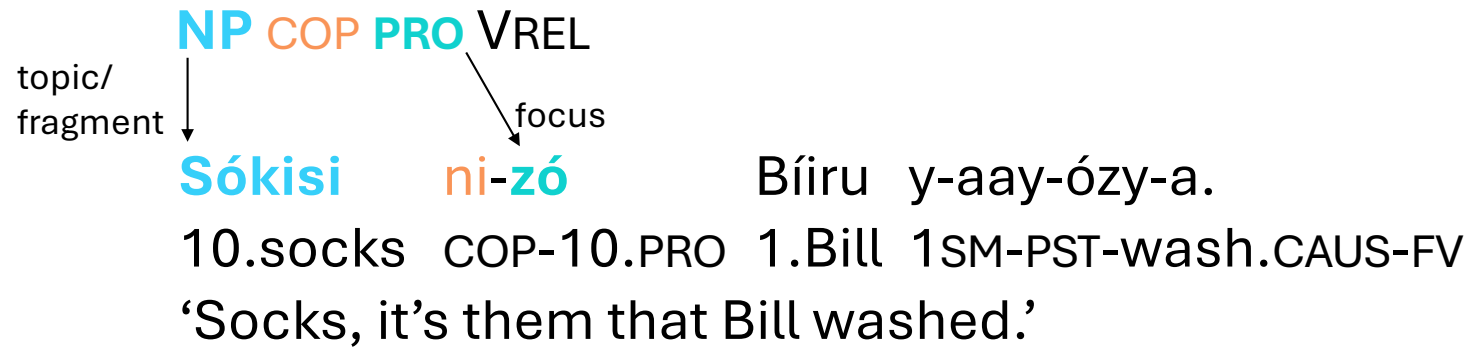 NP COP PRO VREL
topic/
fragment
focus
Sókisi ni-zó Bíiru y-aay-ózy-a.
10.socks COP-10.PRO 1.Bill 1SM-PST-wash.CAUS-FV
‘Socks, it’s them that Bill washed.’